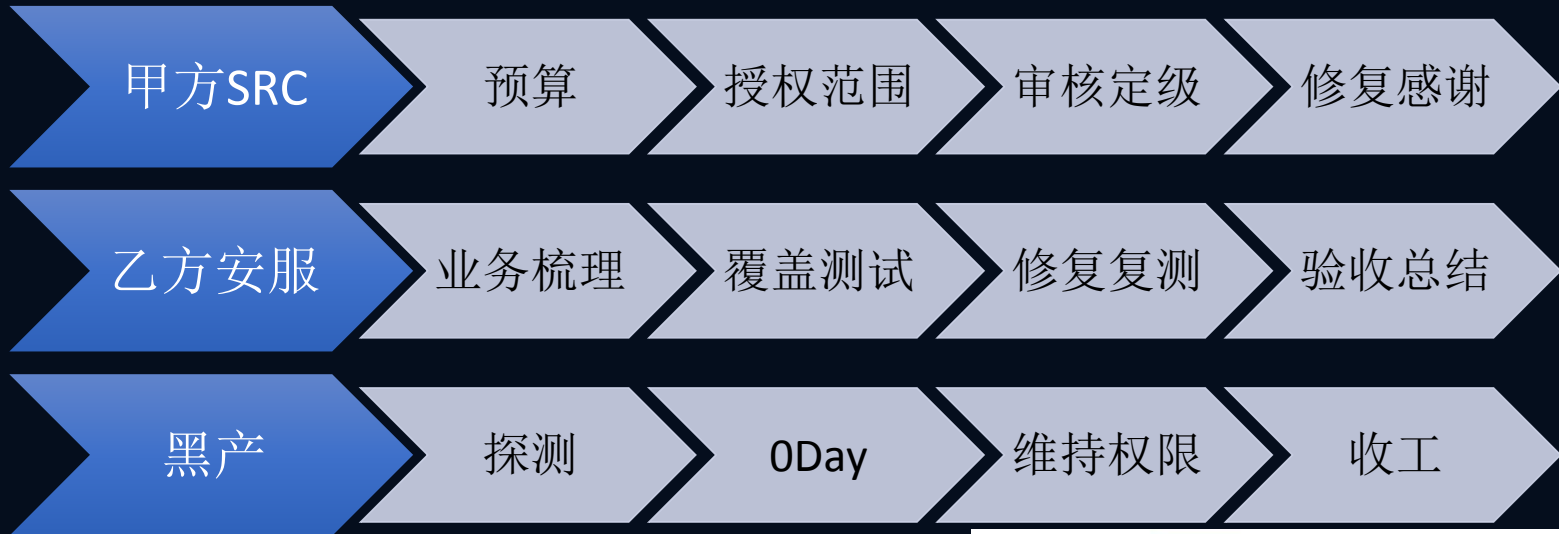 甲方SRC 预算 授权范围 审核定级 修复感谢
乙方安服 业务梳理 覆盖测试 修复复测 验收总结
黑产 探测 0Day 维持权限 收工